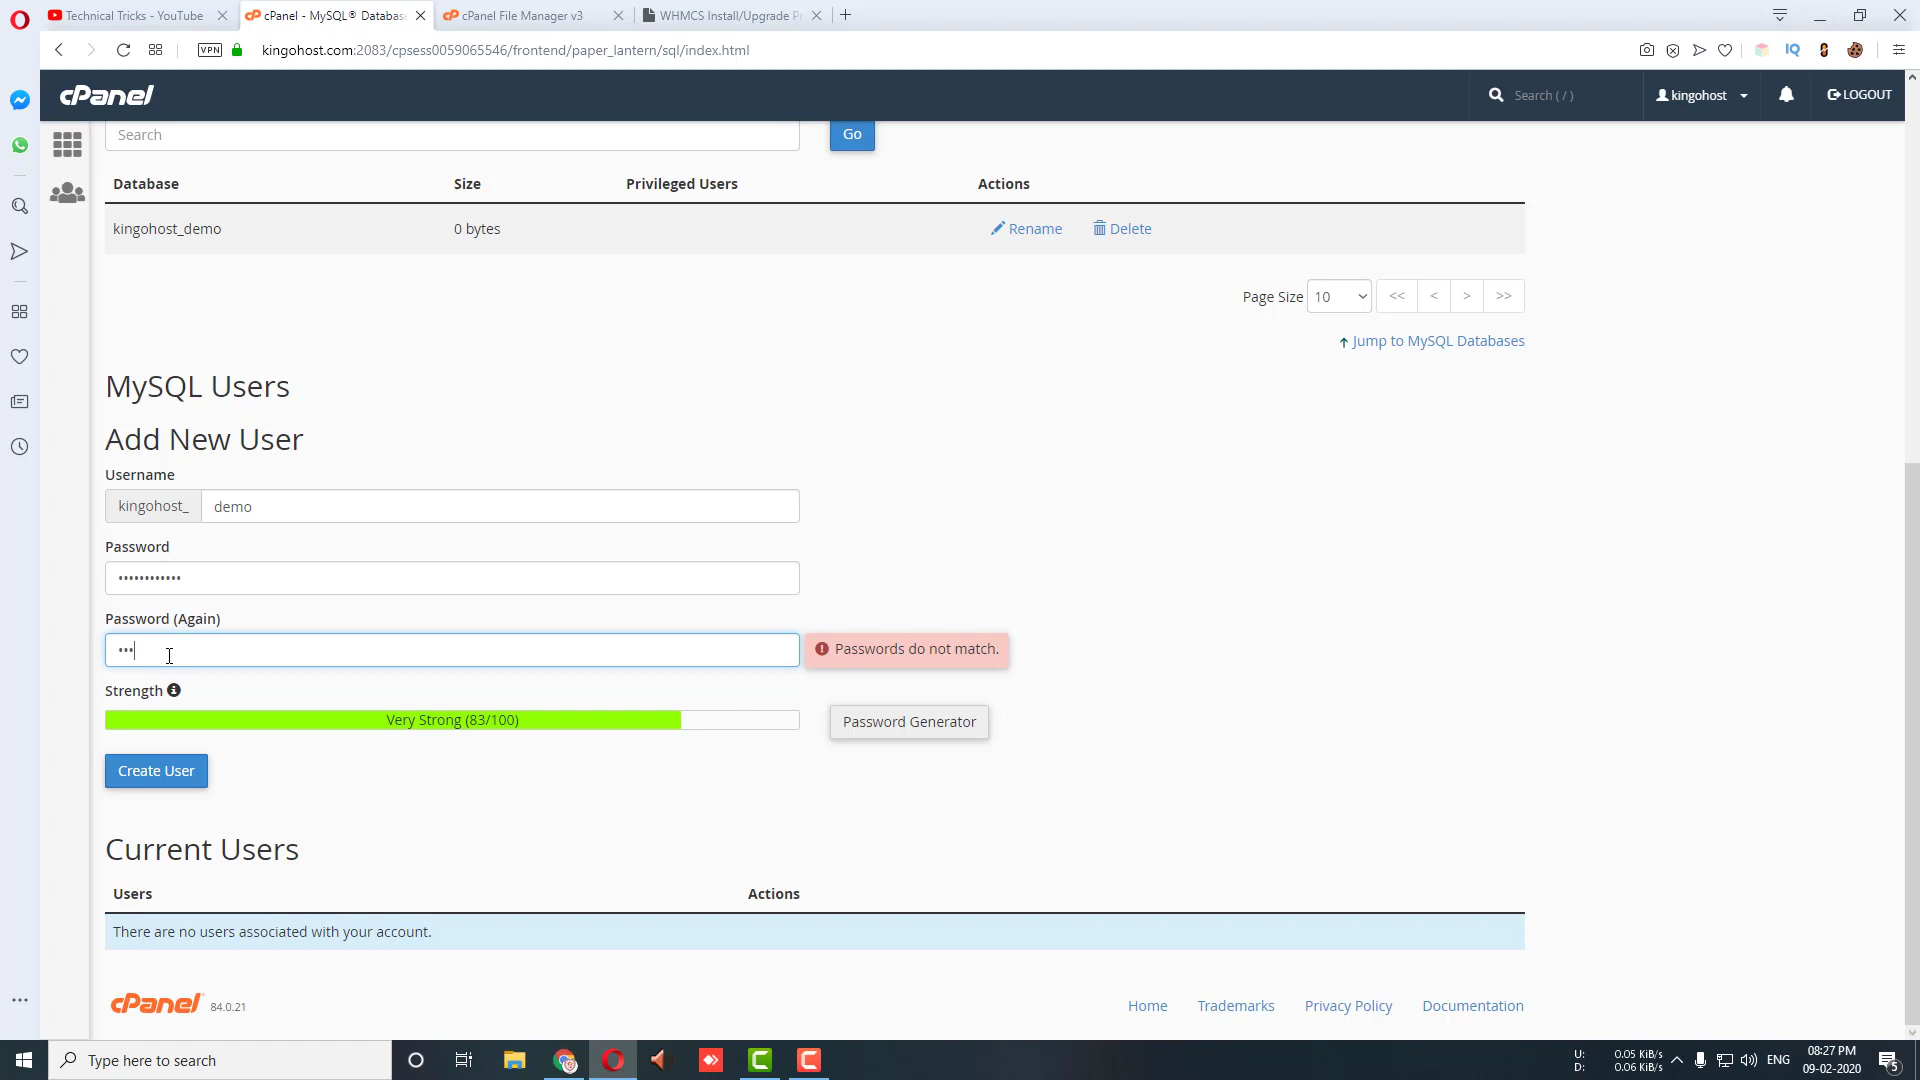 Technical Tricks - YouTube
cPanel - MySQL® Databas
cPanel File Manager v3
WHMCS Install/Upgrade P
VPN
kingohost.com:2083/cpsess0059065546/frontend/paper_lantern/sql/index.html
IQ
cPanel
Search ( / )
kingohost
LOGOUT
Search
Go
Database Size Privileged Users Actions
kingohost_demo 0 bytes Rename Delete
Page Size 10 << < > >>
Jump to MySQL Databases
MySQL Users
Add New User
Username
kingohost_ demo
Password
••••••••••••
Password (Again)
•••
Passwords do not match.
Strength
Very Strong (83/100)
Password Generator
Create User
Current Users
Users Actions
There are no users associated with your account.
cPanel 84.0.21
Home Trademarks Privacy Policy Documentation
Type here to search
U: 0.05 KiB/s
D: 0.06 KiB/s
ENG
08:27 PM
09-02-2020
5